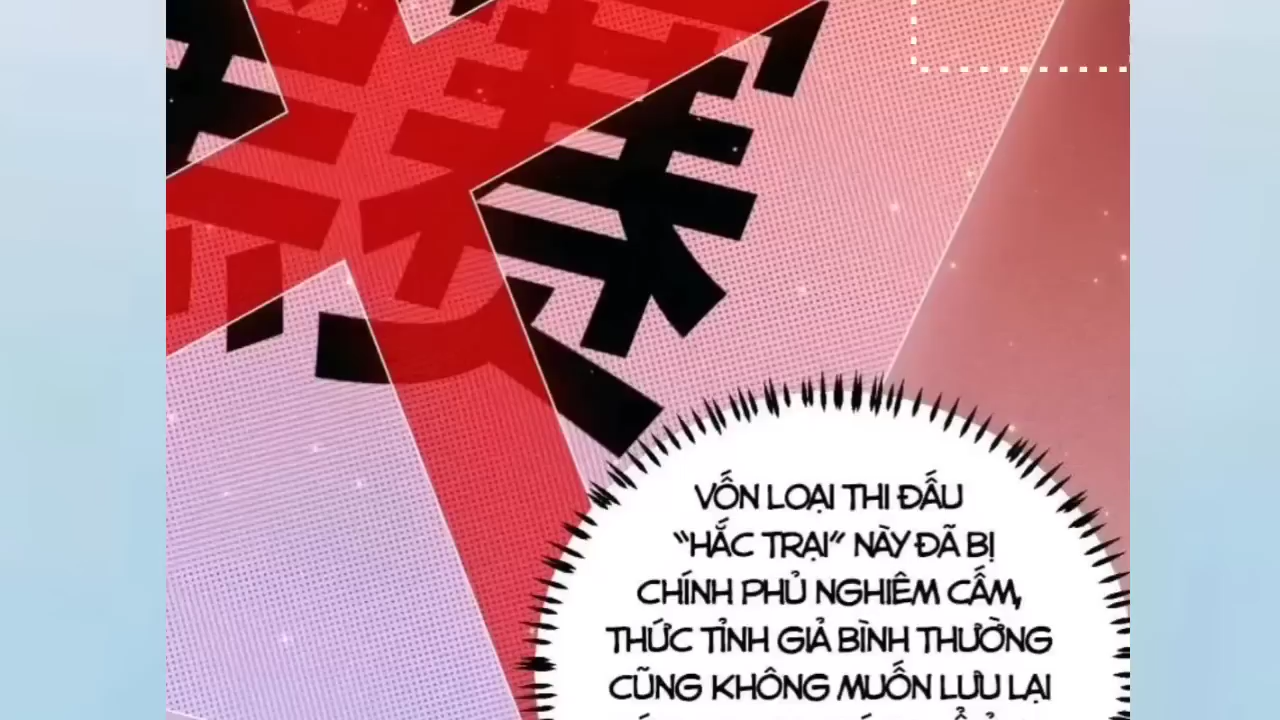 VỐN LOẠI THI ĐẤU
“HẮC TRẠI” NÀY ĐÃ BỊ
CHÍNH PHỦ NGHIÊM CẤM,
THỨC TỈNH GIẢ BÌNH THƯỜNG
CŨNG KHÔNG MUỐN LƯU LẠI